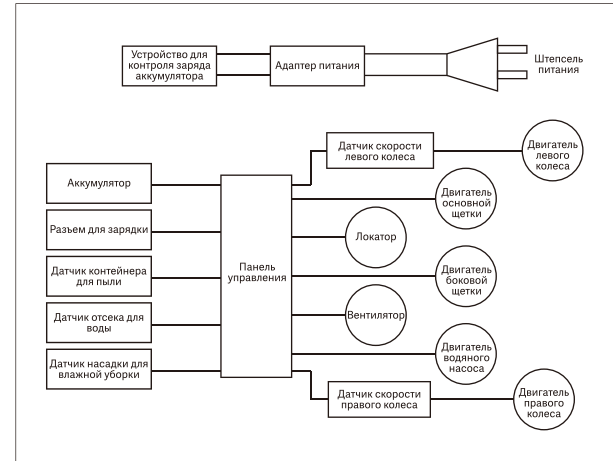 Устройство для
контроля заряда
аккумулятора
Адаптер питания
Штепсель
питания
Датчик скорости
левого колеса
Двигатель
левого
колеса
Аккумулятор
Двигатель
основной
щетки
Разъем для зарядки
Локатор
Датчик контейнера
для пыли
Панель
управления
Двигатель
боковой
щетки
Датчик отсека для
воды
Вентилятор
Двигатель
водяного
насоса
Датчик насадки для
влажной уборки
Датчик скорости
правого колеса
Двигатель
правого
колеса